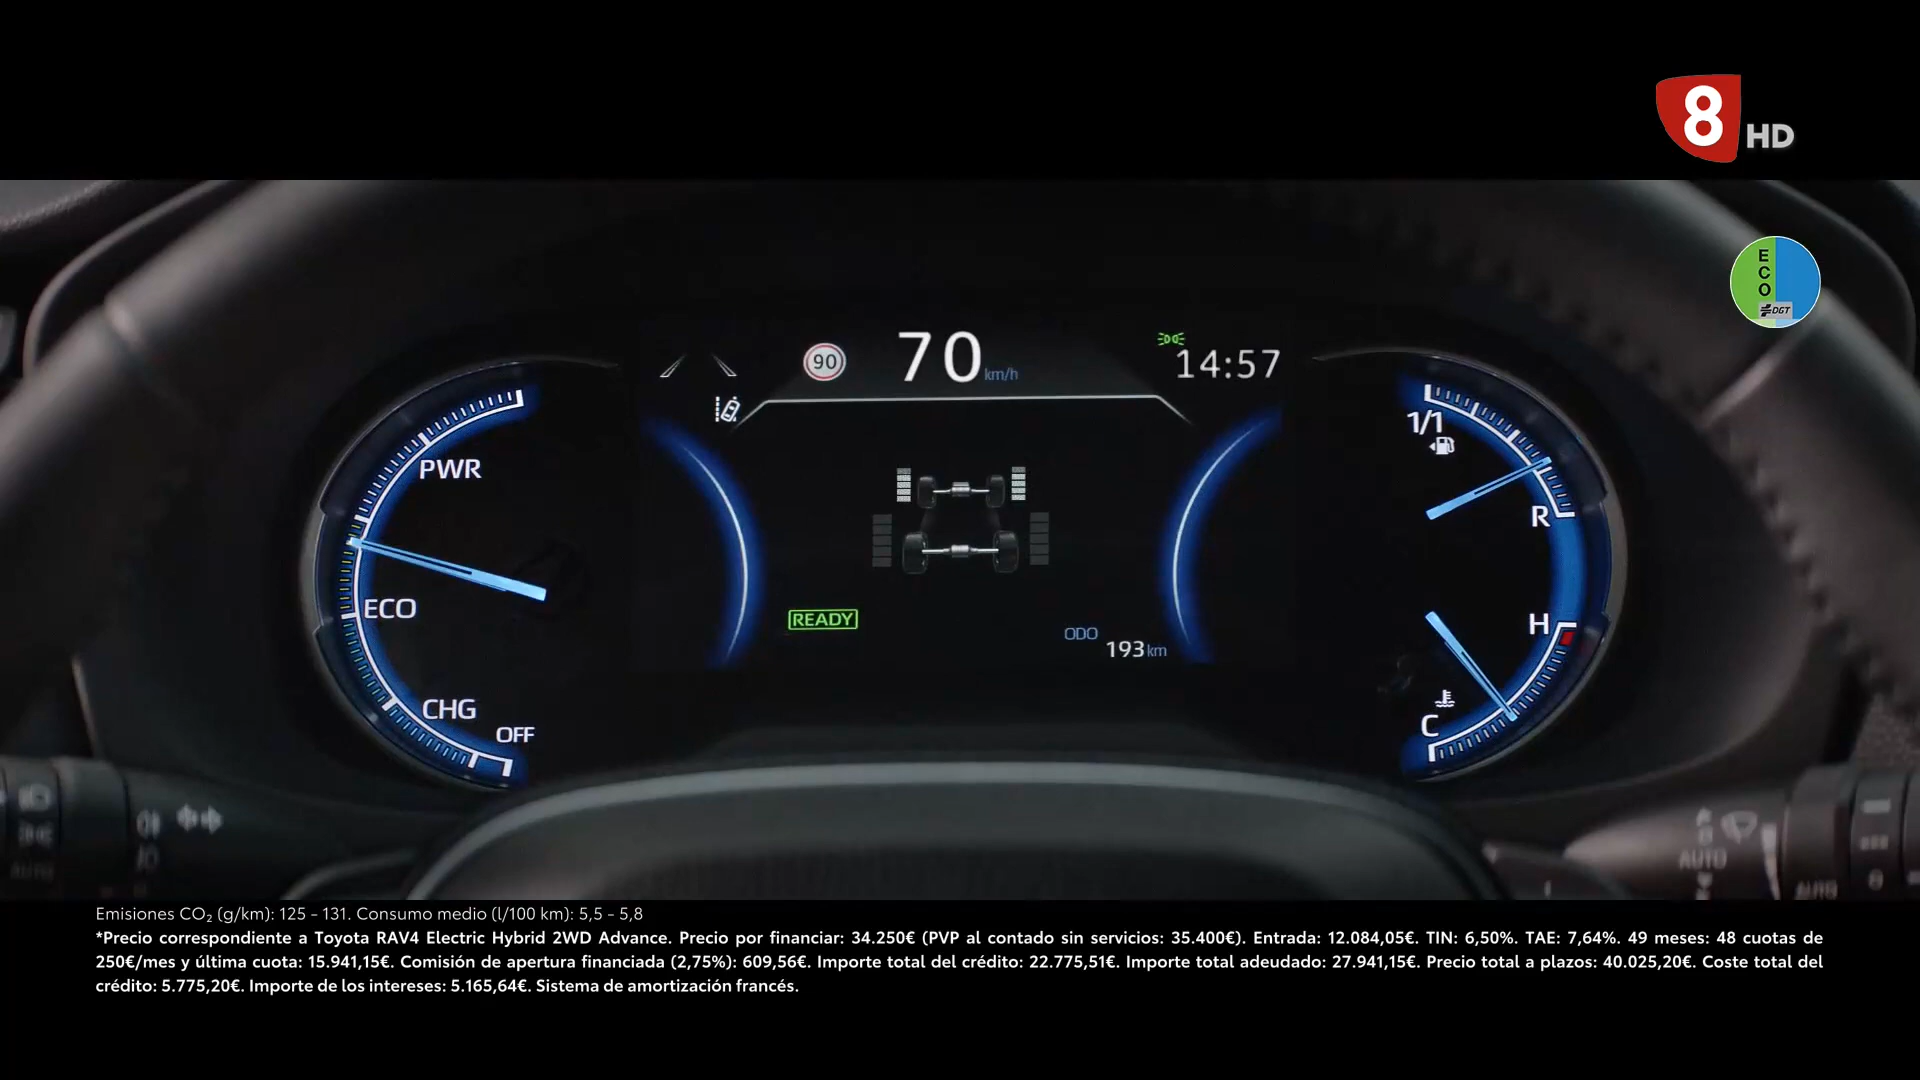 8 HD
ECO
DGT
90 70 km/h 14:57
1/1
PWR
R
ECO
READY
ODO
193 km
H
CHG
OFF
C
AUTO
AUTO
AUTO
Emisiones CO₂ (g/km): 125 - 131. Consumo medio (l/100 km): 5,5 - 5,8
*Precio correspondiente a Toyota RAV4 Electric Hybrid 2WD Advance. Precio por financiar: 34.250€ (PVP al contado sin servicios: 35.400€). Entrada: 12.084,05€. TIN: 6,50%. TAE: 7,64%. 49 meses: 48 cuotas de
250€/mes y última cuota: 15.941,15€. Comisión de apertura financiada (2,75%): 609,56€. Importe total del crédito: 22.775,51€. Importe total adeudado: 27.941,15€. Precio total a plazos: 40.025,20€. Coste total del
crédito: 5.775,20€. Importe de los intereses: 5.165,64€. Sistema de amortización francés.